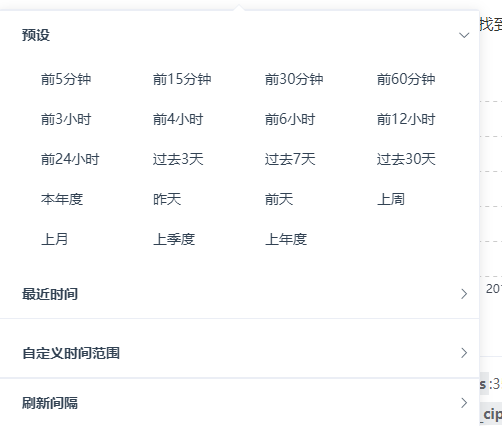 预设
找到
前5分钟 前15分钟 前30分钟 前60分钟
前3小时 前4小时 前6小时 前12小时
前24小时 过去3天 过去7天 过去30天
本年度 昨天 前天 上周
上月 上季度 上年度
最近时间
201
自定义时间范围
s:3
刷新间隔
_cip